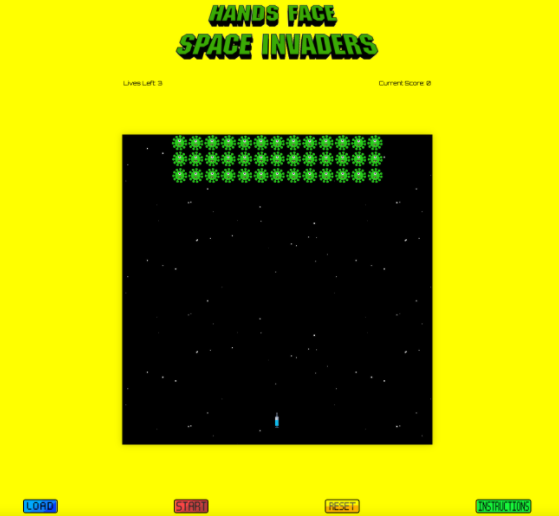 HANDS FACE
SPACE INVADERS
Lives Left: 3
Current Score: 0
LOAD
START
RESET
INSTRUCTIONS